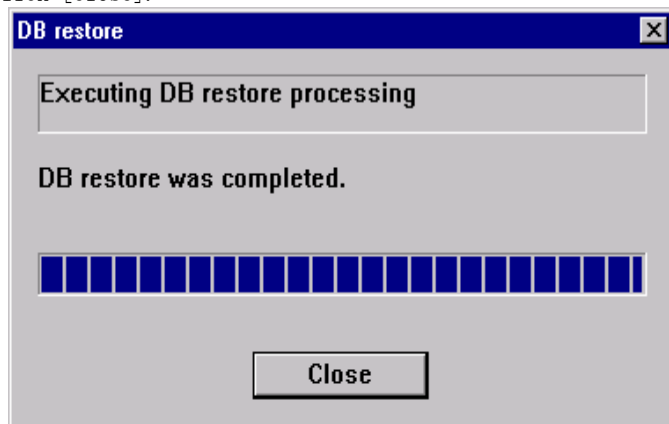 DB restore
Executing DB restore processing
DB restore was completed.
Close